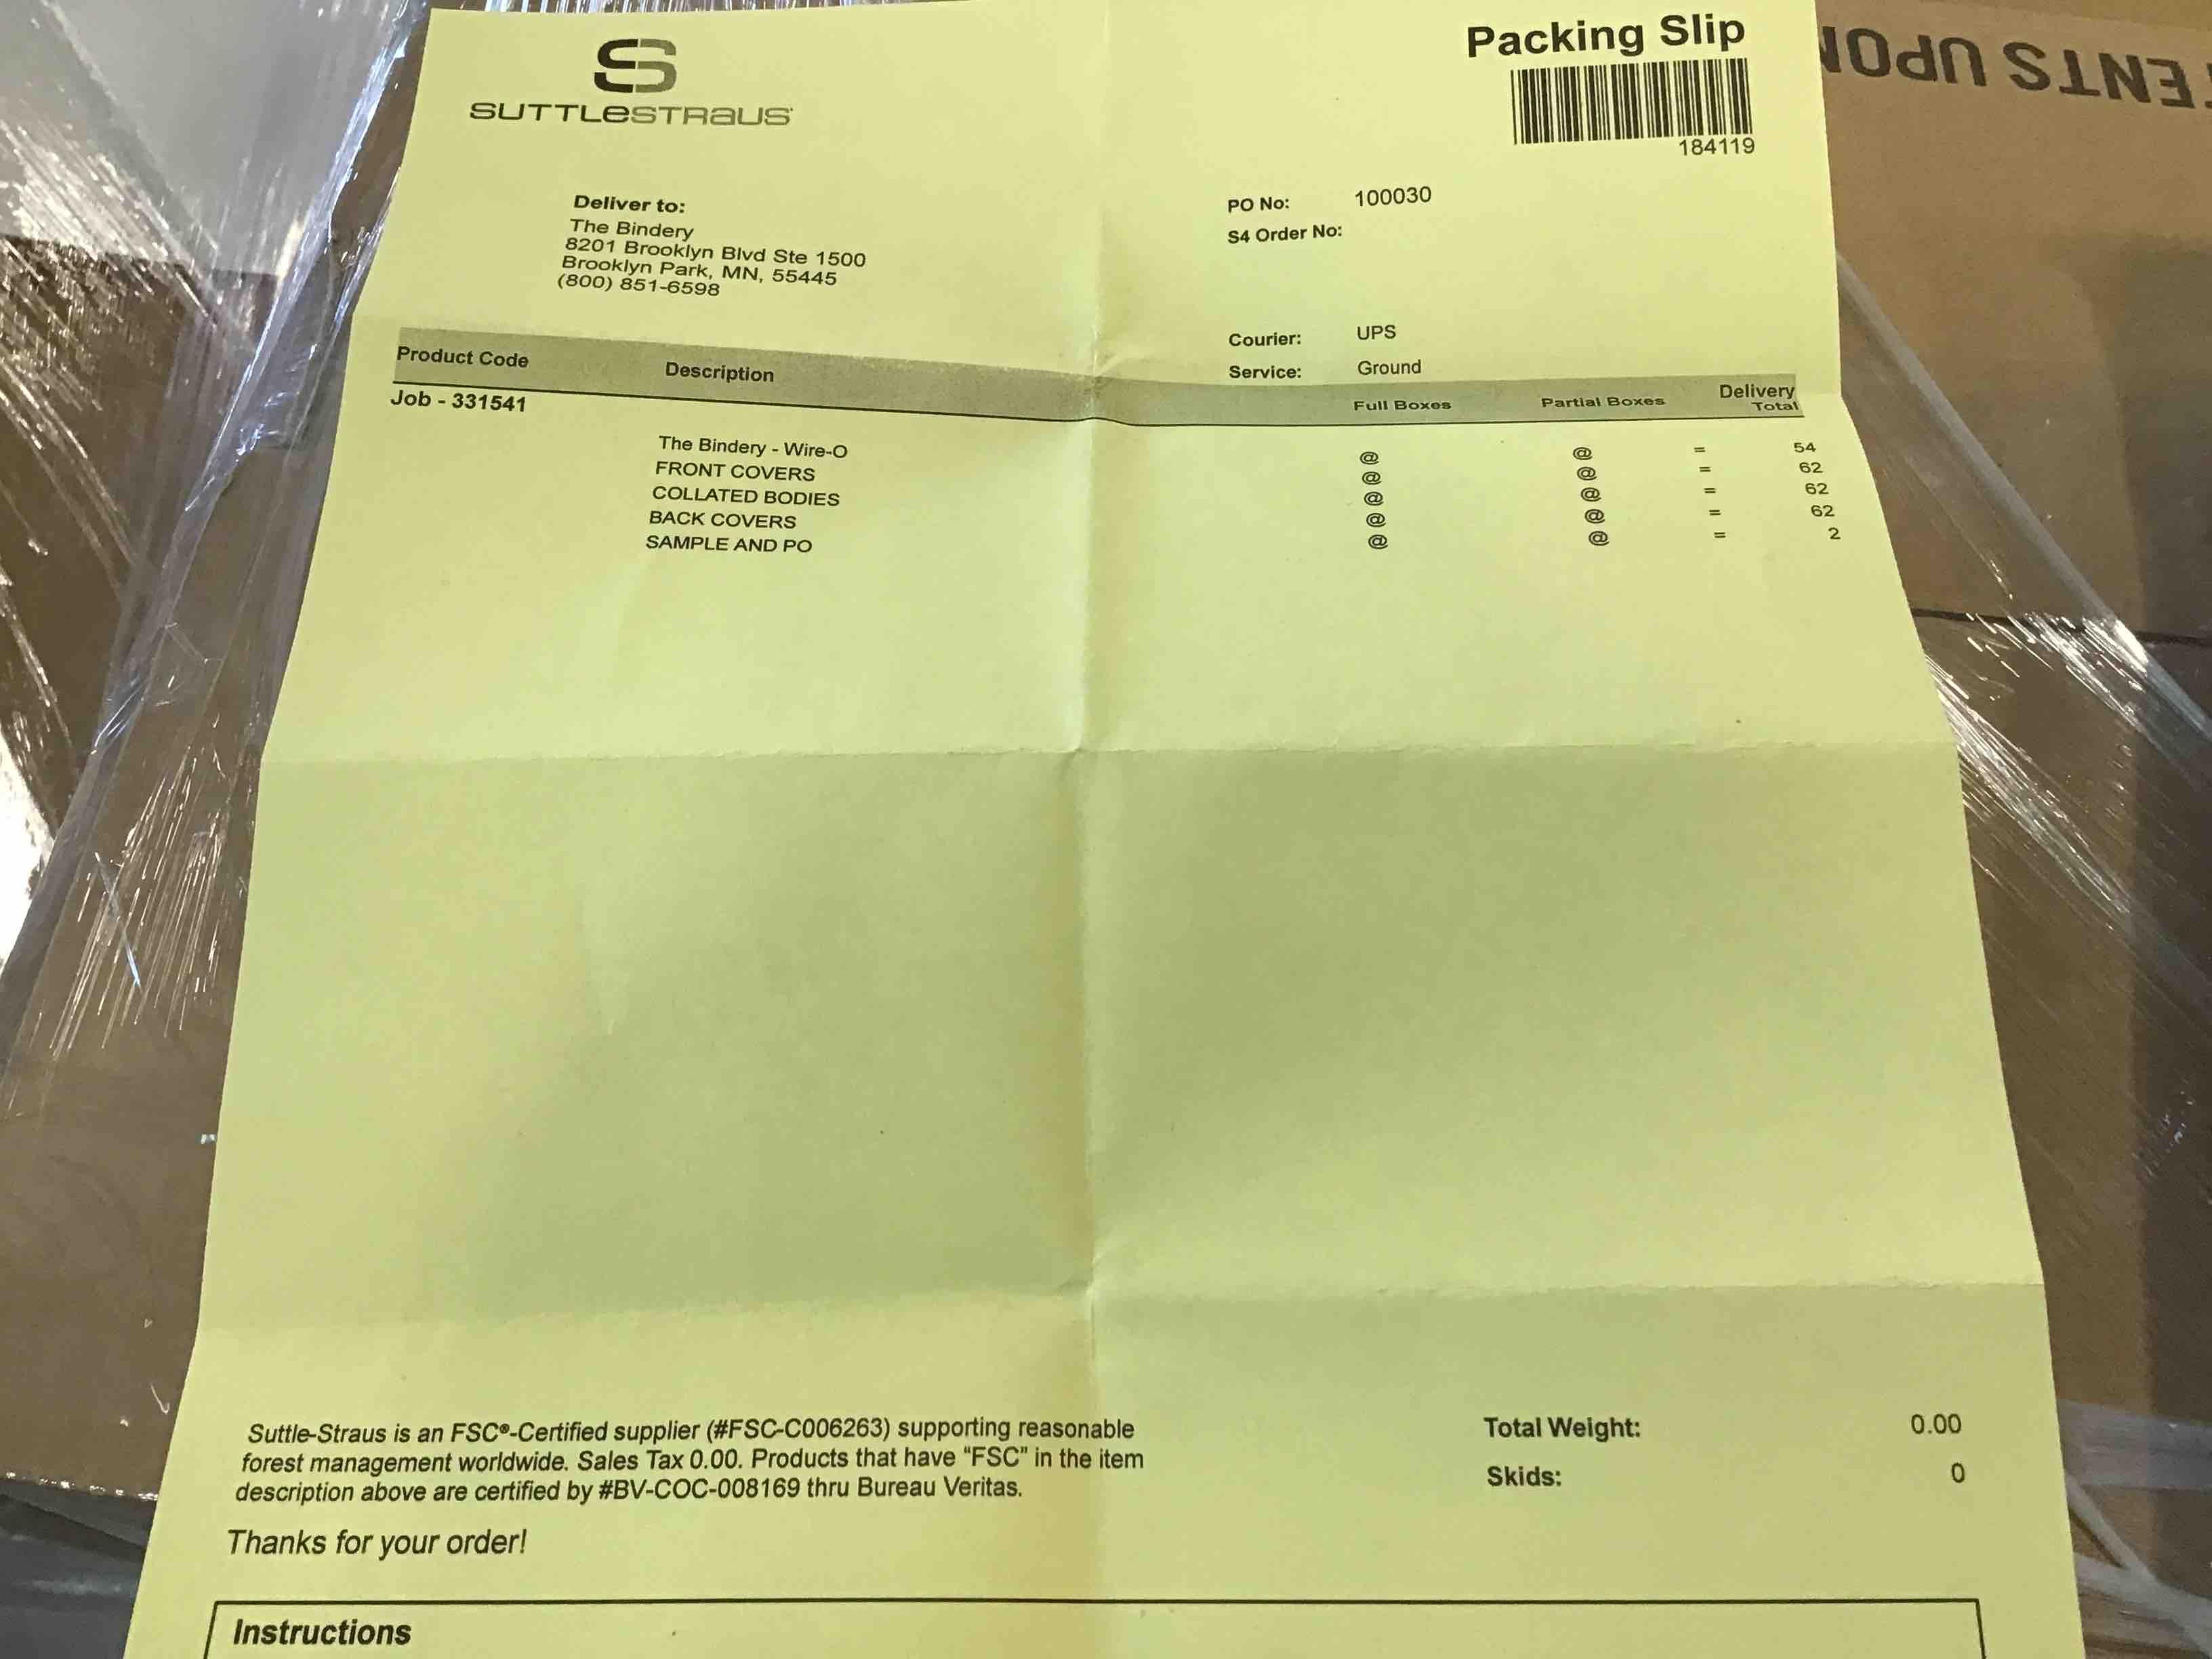 SUTTLESTRAUS
Packing Slip
184119
Deliver to:
The Bindery
8201 Brooklyn Blvd Ste 1500
Brooklyn Park, MN, 55445
(800) 851-6598
PO No: 100030
S4 Order No:
Courier: UPS
Service: Ground
Product Code Description Full Boxes Partial Boxes Delivery Total
Job - 331541
The Bindery - Wire-O @ @ = 54
FRONT COVERS @ @ = 62
COLLATED BODIES @ @ = 62
BACK COVERS @ @ = 62
SAMPLE AND PO @ @ = 2
Suttle-Straus is an FSC®-Certified supplier (#FSC-C006263) supporting reasonable
forest management worldwide. Sales Tax 0.00. Products that have "FSC" in the item
description above are certified by #BV-COC-008169 thru Bureau Veritas.
Thanks for your order!
Total Weight: 0.00
Skids: 0
Instructions